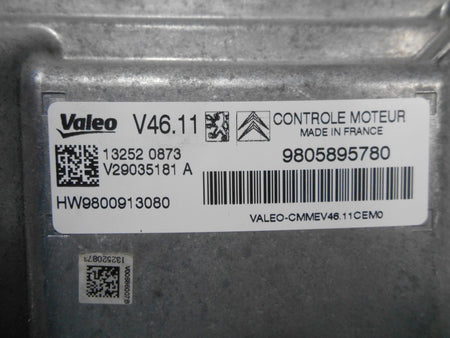 Valeo V46.11 CONTROLE MOTEUR
MADE IN FRANCE
13252 0873
V29035181 A
9805895780
HW9800913080
VALEO-CMMEV46.11CEM0